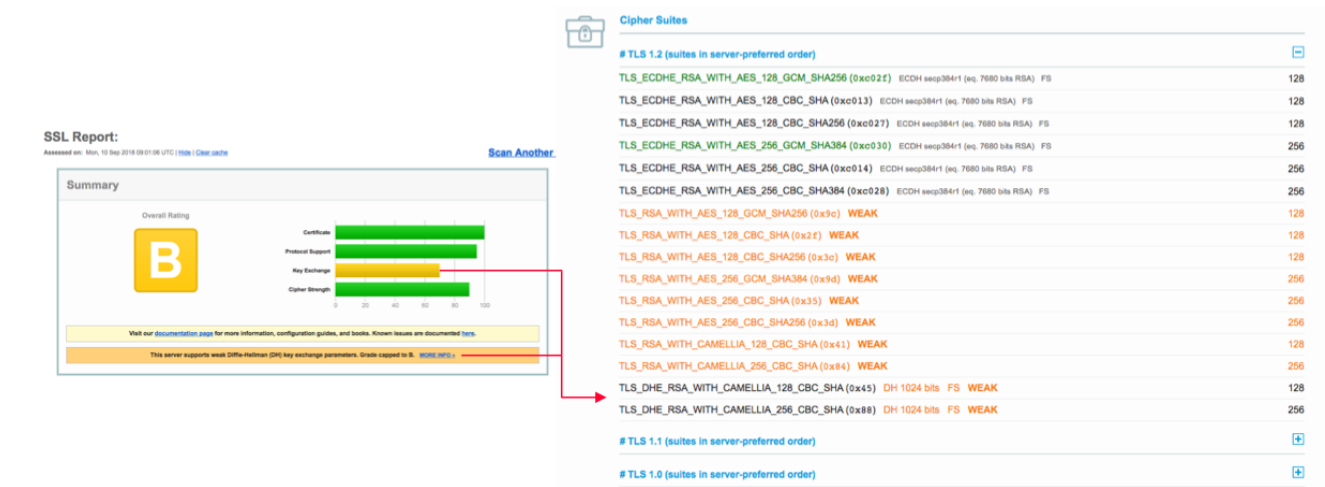 SSL Report:
Assessed on: Mon, 10 Sep 2018 09:01:06 UTC | Hide | Clear cache
Scan Another
Summary
Overall Rating
B
Certificate
Protocol Support
Key Exchange
Cipher Strength
0 20 40 60 80 100
Visit our documentation page for more information, configuration guides, and books. Known issues are documented here.
This server supports weak Diffie-Hellman (DH) key exchange parameters. Grade capped to B. MORE INFO »
Cipher Suites
# TLS 1.2 (suites in server-preferred order)
TLS_ECDHE_RSA_WITH_AES_128_GCM_SHA256 (0xc02f) ECDH secp384r1 (eq. 7680 bits RSA) FS 128
TLS_ECDHE_RSA_WITH_AES_128_CBC_SHA (0xc013) ECDH secp384r1 (eq. 7680 bits RSA) FS 128
TLS_ECDHE_RSA_WITH_AES_128_CBC_SHA256 (0xc027) ECDH secp384r1 (eq. 7680 bits RSA) FS 128
TLS_ECDHE_RSA_WITH_AES_256_GCM_SHA384 (0xc030) ECDH secp384r1 (eq. 7680 bits RSA) FS 256
TLS_ECDHE_RSA_WITH_AES_256_CBC_SHA (0xc014) ECDH secp384r1 (eq. 7680 bits RSA) FS 256
TLS_ECDHE_RSA_WITH_AES_256_CBC_SHA384 (0xc028) ECDH secp384r1 (eq. 7680 bits RSA) FS 256
TLS_RSA_WITH_AES_128_GCM_SHA256 (0x9c) WEAK 128
TLS_RSA_WITH_AES_128_CBC_SHA (0x2f) WEAK 128
TLS_RSA_WITH_AES_128_CBC_SHA256 (0x3c) WEAK 128
TLS_RSA_WITH_AES_256_GCM_SHA384 (0x9d) WEAK 256
TLS_RSA_WITH_AES_256_CBC_SHA (0x35) WEAK 256
TLS_RSA_WITH_AES_256_CBC_SHA256 (0x3d) WEAK 256
TLS_RSA_WITH_CAMELLIA_128_CBC_SHA (0x41) WEAK 128
TLS_RSA_WITH_CAMELLIA_256_CBC_SHA (0x84) WEAK 256
TLS_DHE_RSA_WITH_CAMELLIA_128_CBC_SHA (0x45) DH 1024 bits FS WEAK 128
TLS_DHE_RSA_WITH_CAMELLIA_256_CBC_SHA (0x88) DH 1024 bits FS WEAK 256
# TLS 1.1 (suites in server-preferred order)
# TLS 1.0 (suites in server-preferred order)